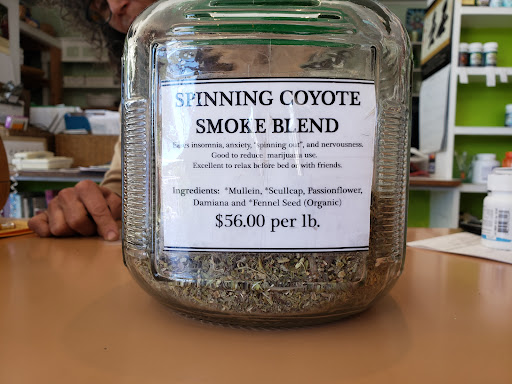 SPINNING COYOTE
SMOKE BLEND
insomnia, anxiety, "spinning out", and nervousness.
Good to reduce marijuana use.
Excellent to relax before bed or with friends.
Ingredients: *Mullein, *Scullcap, Passionflower,
Damiana and *Fennel Seed (Organic)
$56.00 per lb.